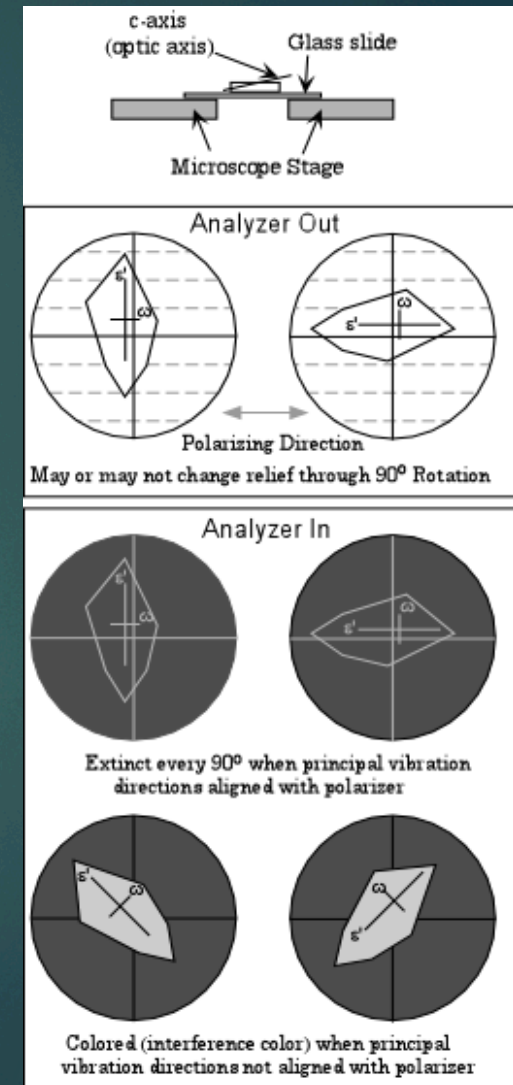 c-axis
(optic axis)
Glass slide
Microscope Stage
Analyzer Out
ε'
ω
ω
ε'
Polarizing Direction
May or may not change relief through 90º Rotation
Analyzer In
ε'
ω
ω
ε'
Extinct every 90º when principal vibration
directions aligned with polarizer
ε'
ω
ω
ε'
Colored (interference color) when principal
vibration directions not aligned with polarizer